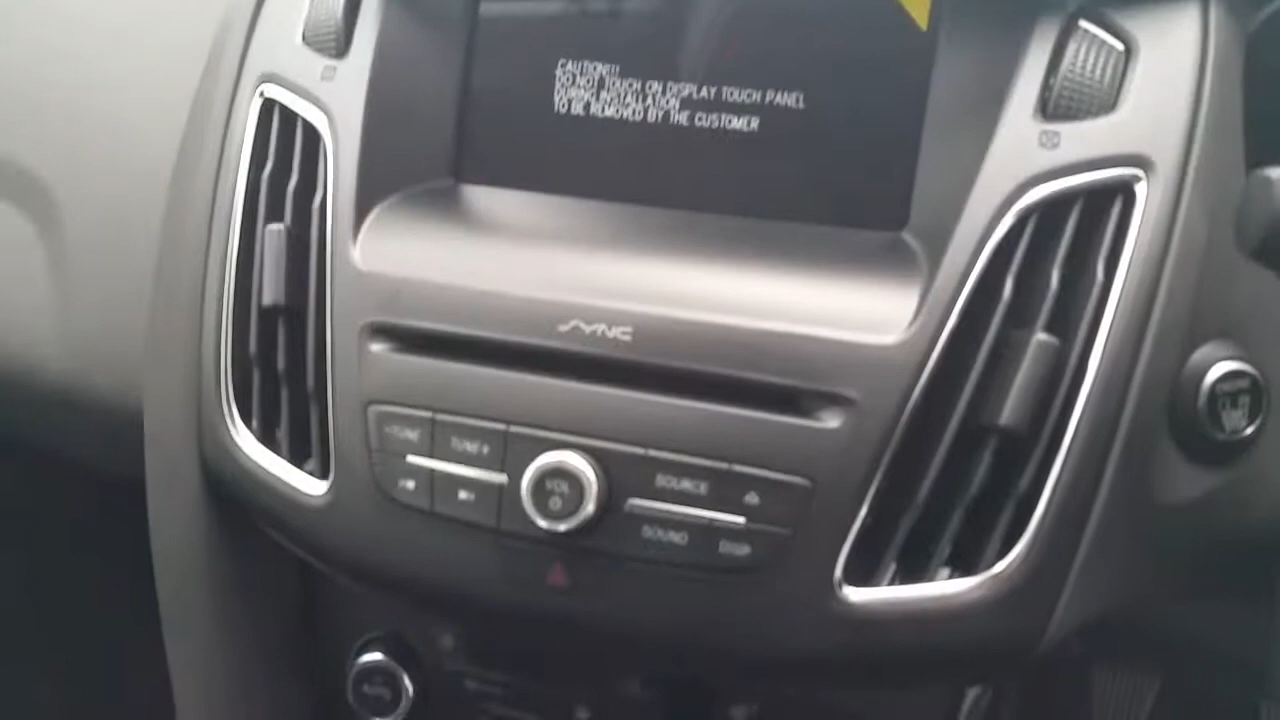 CAUTION!!!
DO NOT TOUCH ON DISPLAY TOUCH PANEL
DURING INSTALLATION
TO BE REMOVED BY THE CUSTOMER
SYNC
TUNE
VOL
SOURCE
SOUND
DISP